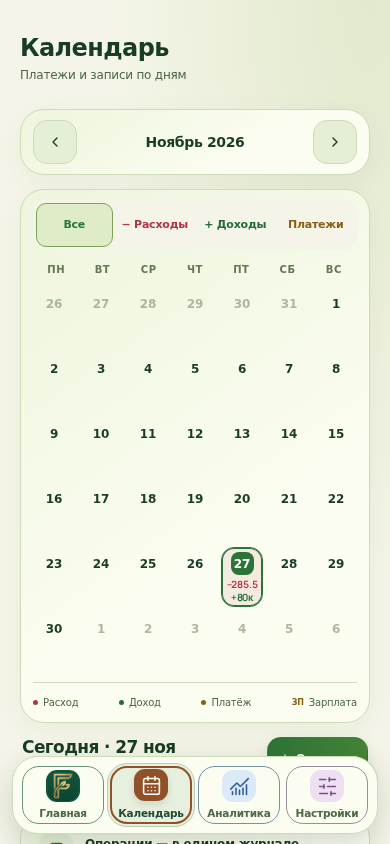 Календарь
Платежи и записи по дням
Ноябрь 2026
Все − Расходы + Доходы Платежи
ПН ВТ СР ЧТ ПТ СБ ВС
26 27 28 29 30 31 1
2 3 4 5 6 7 8
9 10 11 12 13 14 15
16 17 18 19 20 21 22
23 24 25 26 27 28 29
−285.5
+80к
30 1 2 3 4 5 6
Расход Доход Платёж ЗП Зарплата
Сегодня · 27 ноя
Главная Календарь Аналитика Настройки
Операции — в едином журнале